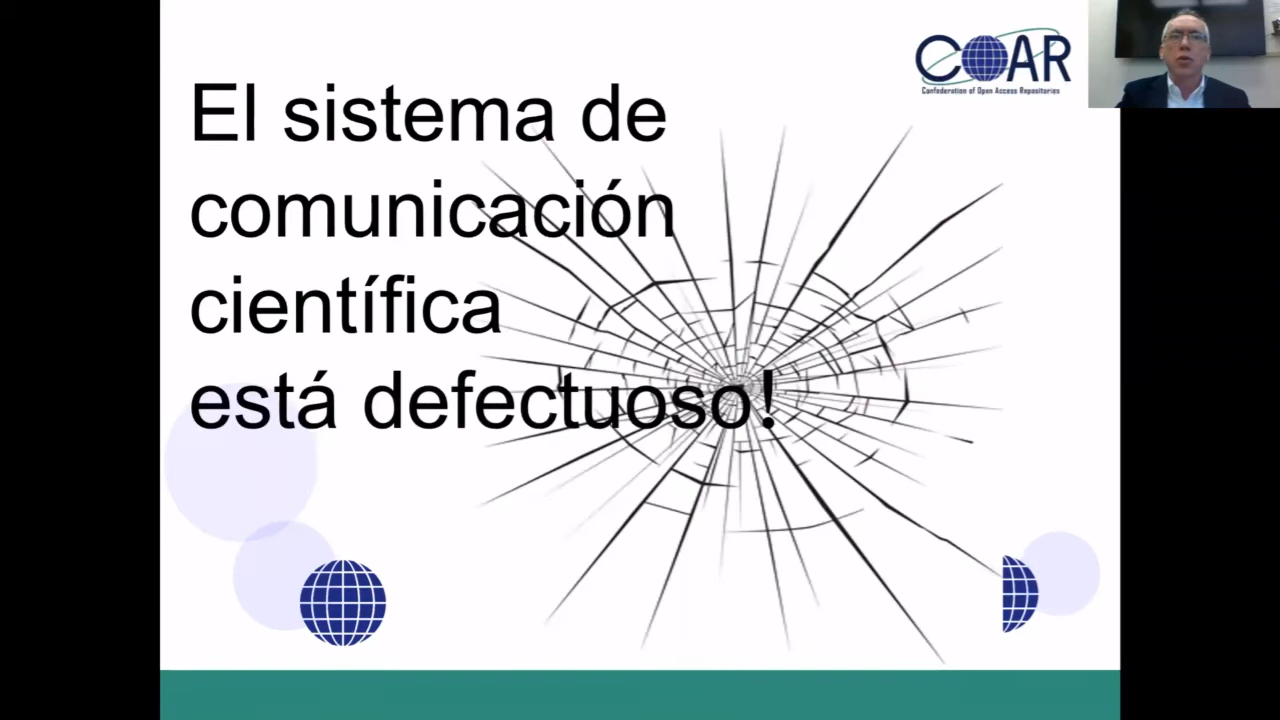 El sistema de
comunicación
científica
está defectuoso!
COAR
Confederation of Open Access Repositories